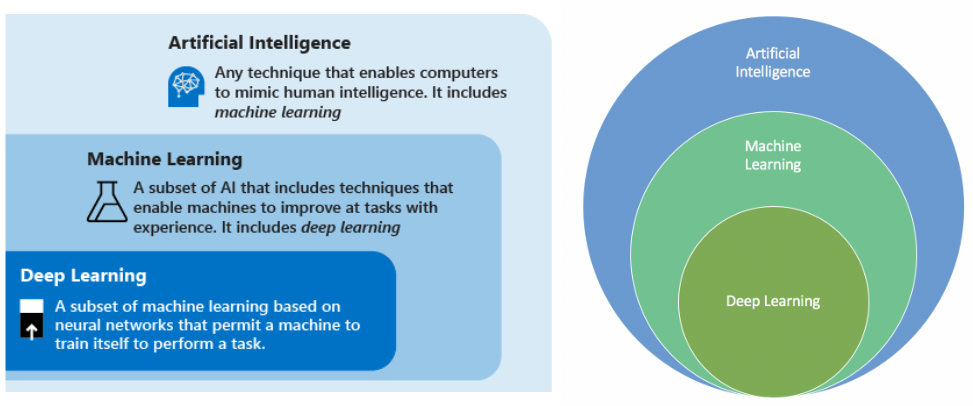 Artificial Intelligence
Any technique that enables computers
to mimic human intelligence. It includes
machine learning
Machine Learning
A subset of AI that includes techniques that
enable machines to improve at tasks with
experience. It includes deep learning
Deep Learning
A subset of machine learning based on
neural networks that permit a machine to
train itself to perform a task.
Artificial
Intelligence
Machine
Learning
Deep Learning